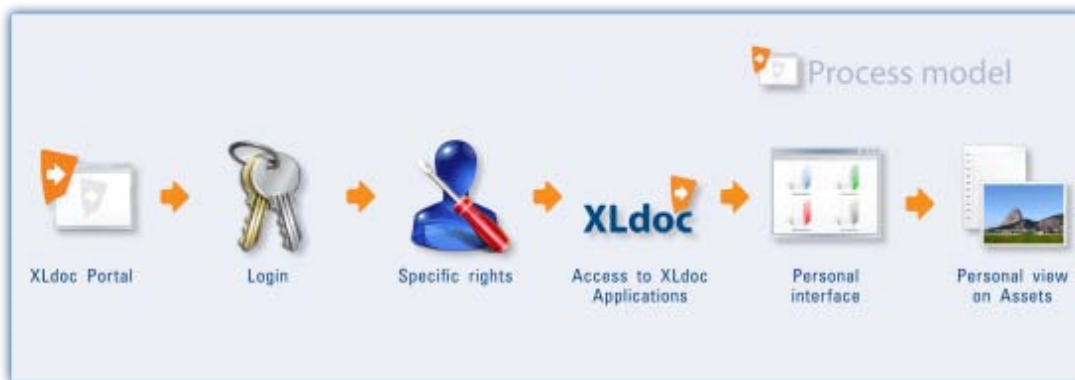 Process model
XLdoc Portal
Login
Specific rights
XLdoc
Access to XLdoc
Applications
Personal
interface
Personal view
on Assets